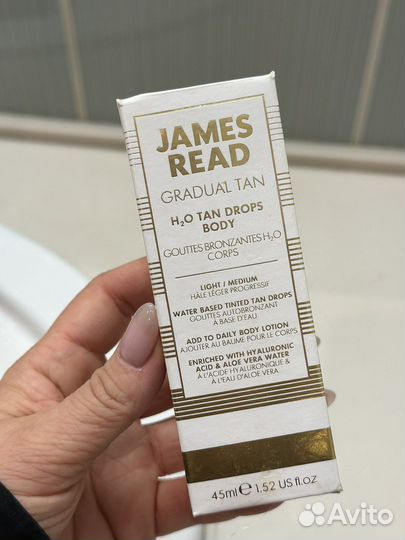 JAMES
READ
GRADUAL TAN
H₂O TAN DROPS
BODY
GOUTTES BRONZANTES H₂O
CORPS
LIGHT / MEDIUM
HÂLE LÉGER PROGRESSIF
WATER BASED TINTED TAN DROPS
GOUTTES AUTOBRONZANT
À BASE D'EAU
ADD TO DAILY BODY LOTION
AJOUTER AU BAUME POUR LE CORPS
ENRICHED WITH HYALURONIC
ACID & ALOE VERA WATER
À L'ACIDE HYALURONIQUE &
À L'EAU D'ALOE VERA
45ml℮ 1.52 US fl.oz
Avito